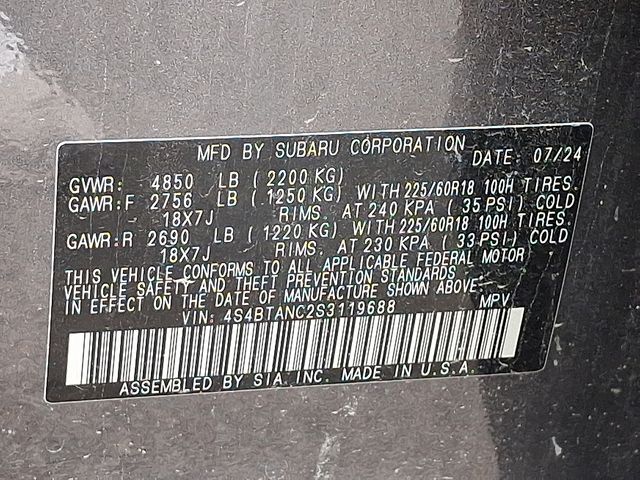 MFD BY SUBARU CORPORATION DATE: 07/24
GVWR: 4850 LB (2200 KG)
GAWR:F 2756 LB (1250 KG) WITH 225/60R18 100H TIRES.
- 18X7J - RIMS. AT 240 KPA (35 PSI) COLD
GAWR:R 2690 LB (1220 KG) WITH 225/60R18 100H TIRES.
- 18X7J RIMS. AT 230 KPA (33 PSI) COLD
THIS VEHICLE CONFORMS TO ALL APPLICABLE FEDERAL MOTOR
VEHICLE SAFETY AND THEFT PREVENTION STANDARDS
IN EFFECT ON THE DATE OF MANUFACTURE SHOWN ABOVE.
VIN: 4S4BTANC2S3119688 MPV
ASSEMBLED BY SIA, INC. MADE IN U.S.A.